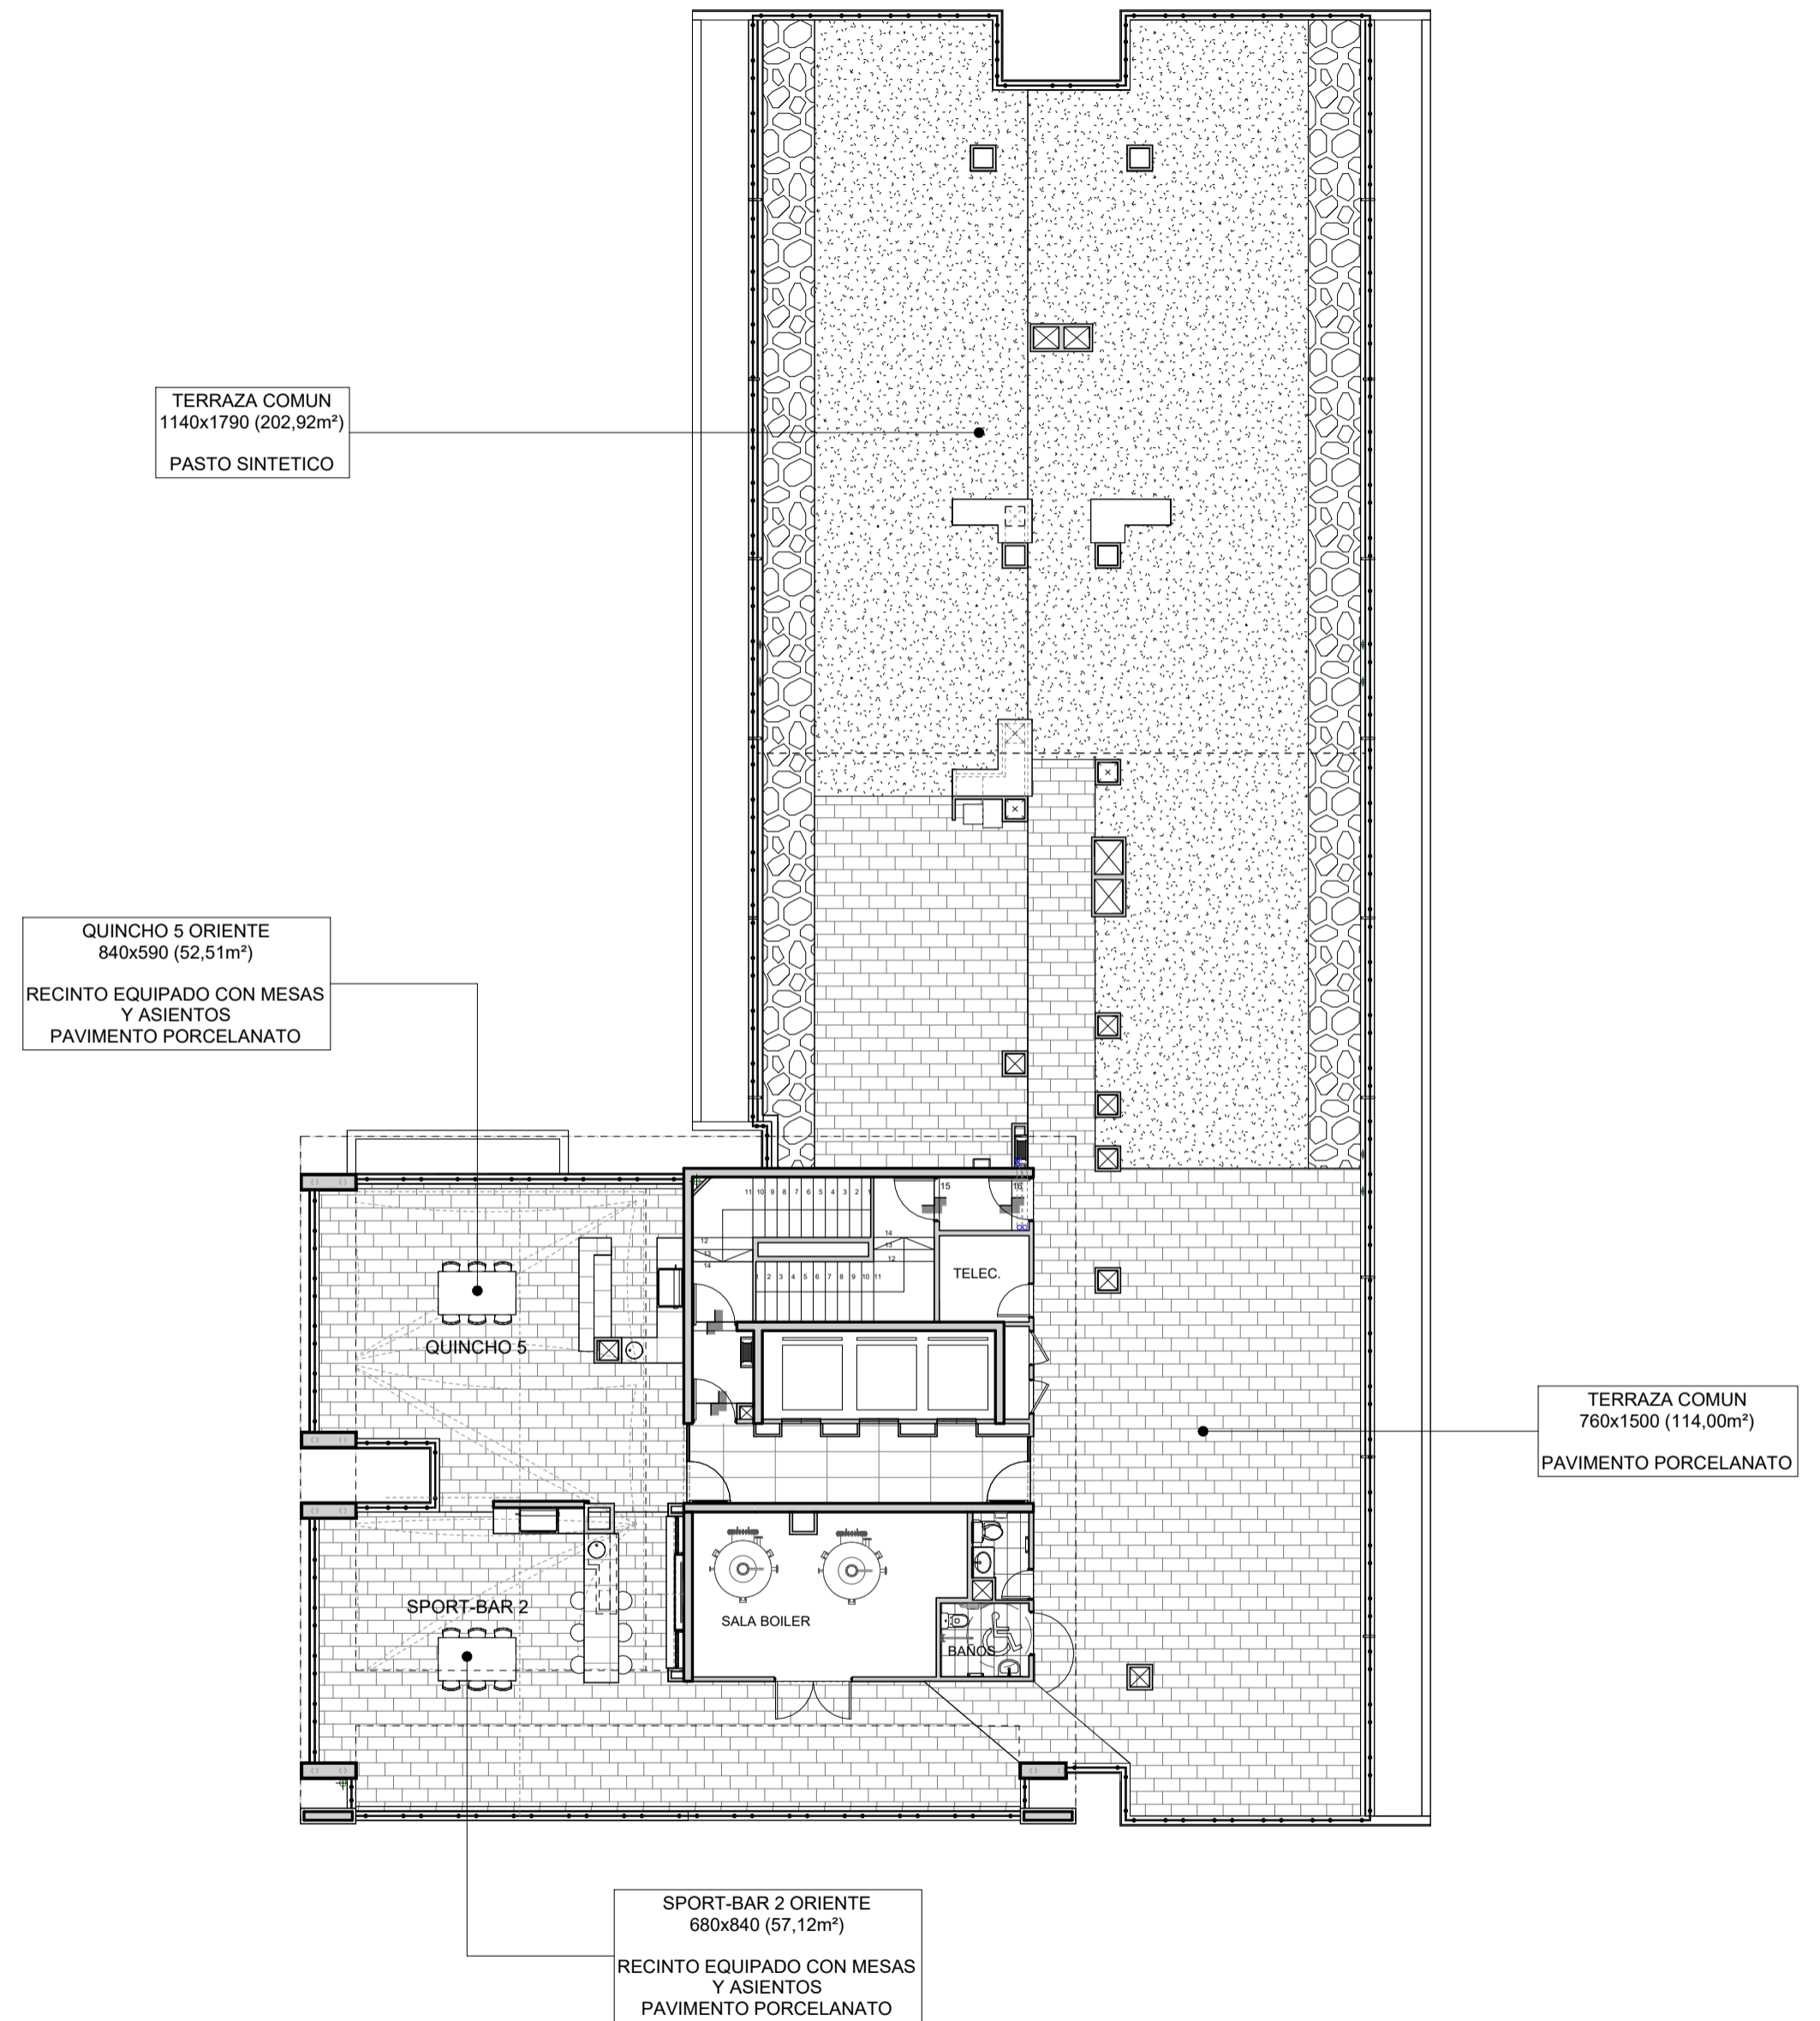 TERRAZA COMUN
1140x1790 (202,92m²)
PASTO SINTETICO
QUINCHO 5 ORIENTE
840x590 (52,51m²)
RECINTO EQUIPADO CON MESAS
Y ASIENTOS
PAVIMENTO PORCELANATO
11 10 9 8 7 6 5 4 3 2 1
15
16
12
13
14
14
13
12
1 2 3 4 5 6 7 8 9 10 11
TELEC.
QUINCHO 5
TERRAZA COMUN
760x1500 (114,00m²)
PAVIMENTO PORCELANATO
SPORT-BAR 2
SALA BOILER
BAÑOS
SPORT-BAR 2 ORIENTE
680x840 (57,12m²)
RECINTO EQUIPADO CON MESAS
Y ASIENTOS
PAVIMENTO PORCELANATO